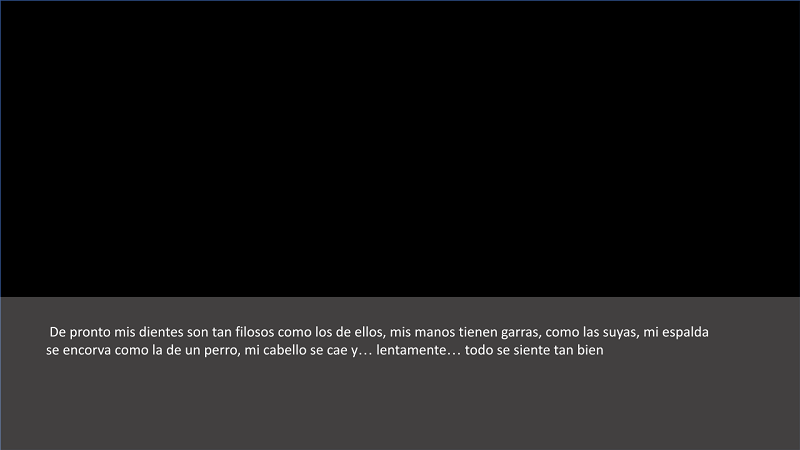 De pronto mis dientes son tan filosos como los de ellos, mis manos tienen garras, como las suyas, mi espalda
se encorva como la de un perro, mi cabello se cae y… lentamente… todo se siente tan bien